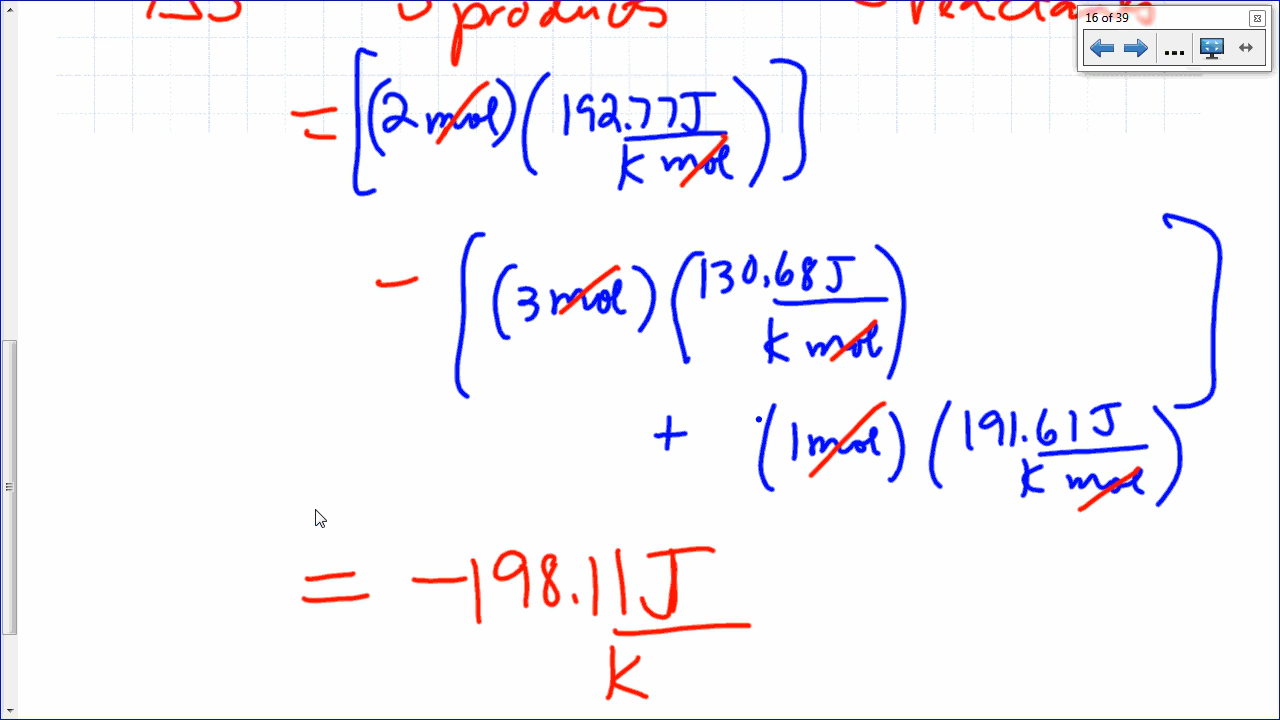 ΔS S products S reactants
16 of 39
= [(2 mol)(192.77 J / K mol)]
- [(3 mol)(130.68 J / K mol)
+ (1 mol)(191.61 J / K mol)]
= -198.11 J / K